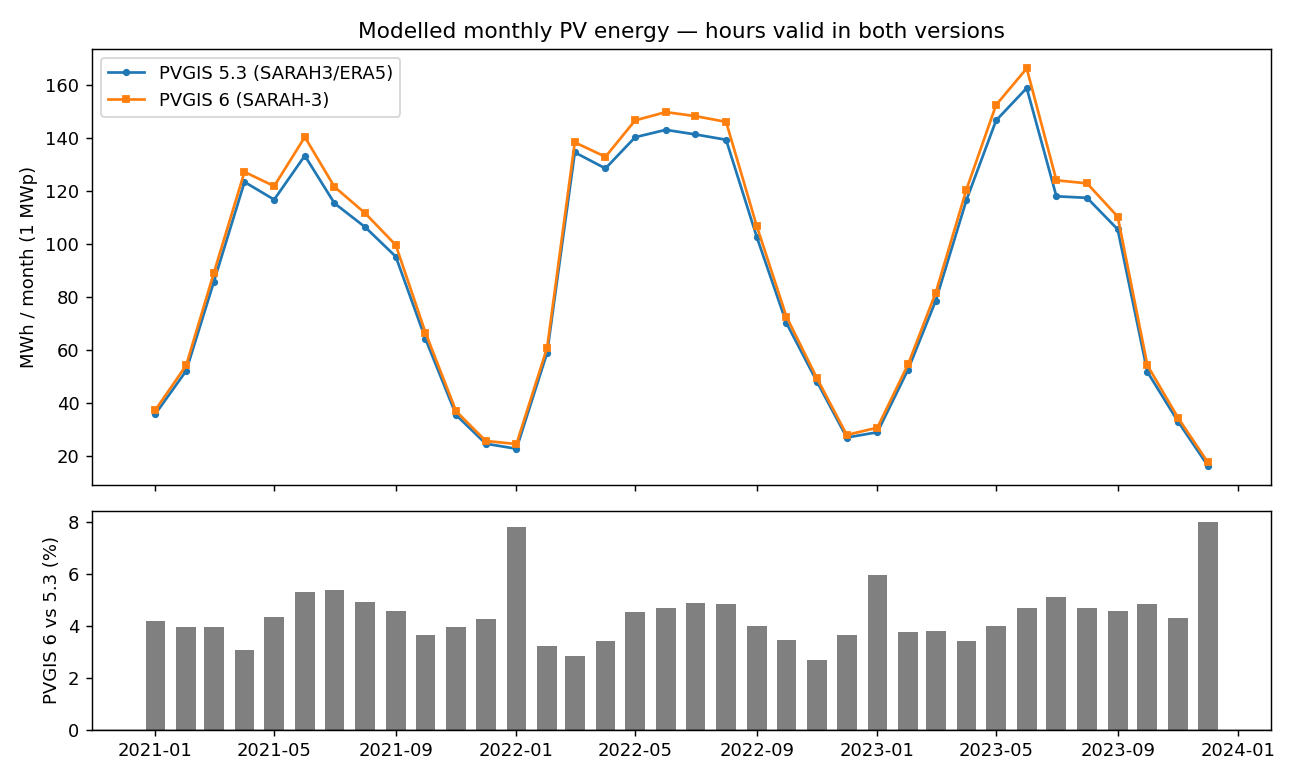 Modelled monthly PV energy — hours valid in both versions
PVGIS 5.3 (SARAH3/ERA5)
PVGIS 6 (SARAH-3)
MWh / month (1 MWp)
160
140
120
100
80
60
40
20
PVGIS 6 vs 5.3 (%)
8
6
4
2
0
2021-01 2021-05 2021-09 2022-01 2022-05 2022-09 2023-01 2023-05 2023-09 2024-01